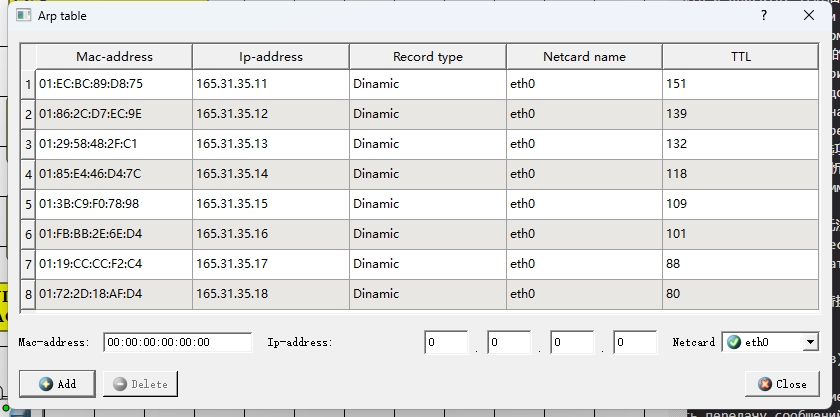 Arp table
? ×
Mac-address Ip-address Record type Netcard name TTL
1 01:EC:BC:89:D8:75 165.31.35.11 Dinamic eth0 151
2 01:86:2C:D7:EC:9E 165.31.35.12 Dinamic eth0 139
3 01:29:58:48:2F:C1 165.31.35.13 Dinamic eth0 132
4 01:85:E4:46:D4:7C 165.31.35.14 Dinamic eth0 118
5 01:3B:C9:F0:78:98 165.31.35.15 Dinamic eth0 109
6 01:FB:BB:2E:6E:D4 165.31.35.16 Dinamic eth0 101
7 01:19:CC:CC:F2:C4 165.31.35.17 Dinamic eth0 88
8 01:72:2D:18:AF:D4 165.31.35.18 Dinamic eth0 80
Mac-address: 00:00:00:00:00:00 Ip-address: 0 . 0 . 0 . 0 Netcard eth0
Add Delete Close
передачу сообщени